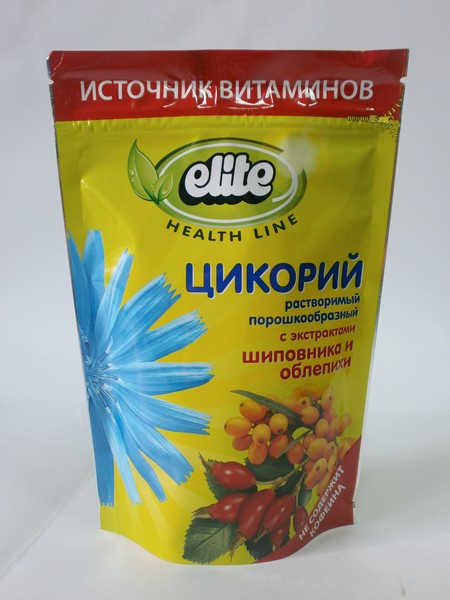 ИСТОЧНИК ВИТАМИНОВ
elite
HEALTH LINE
ЦИКОРИЙ
растворимый
порошкообразный
с экстрактами
шиповника и
облепихи
НЕ СОДЕРЖИТ
КОФЕИНА